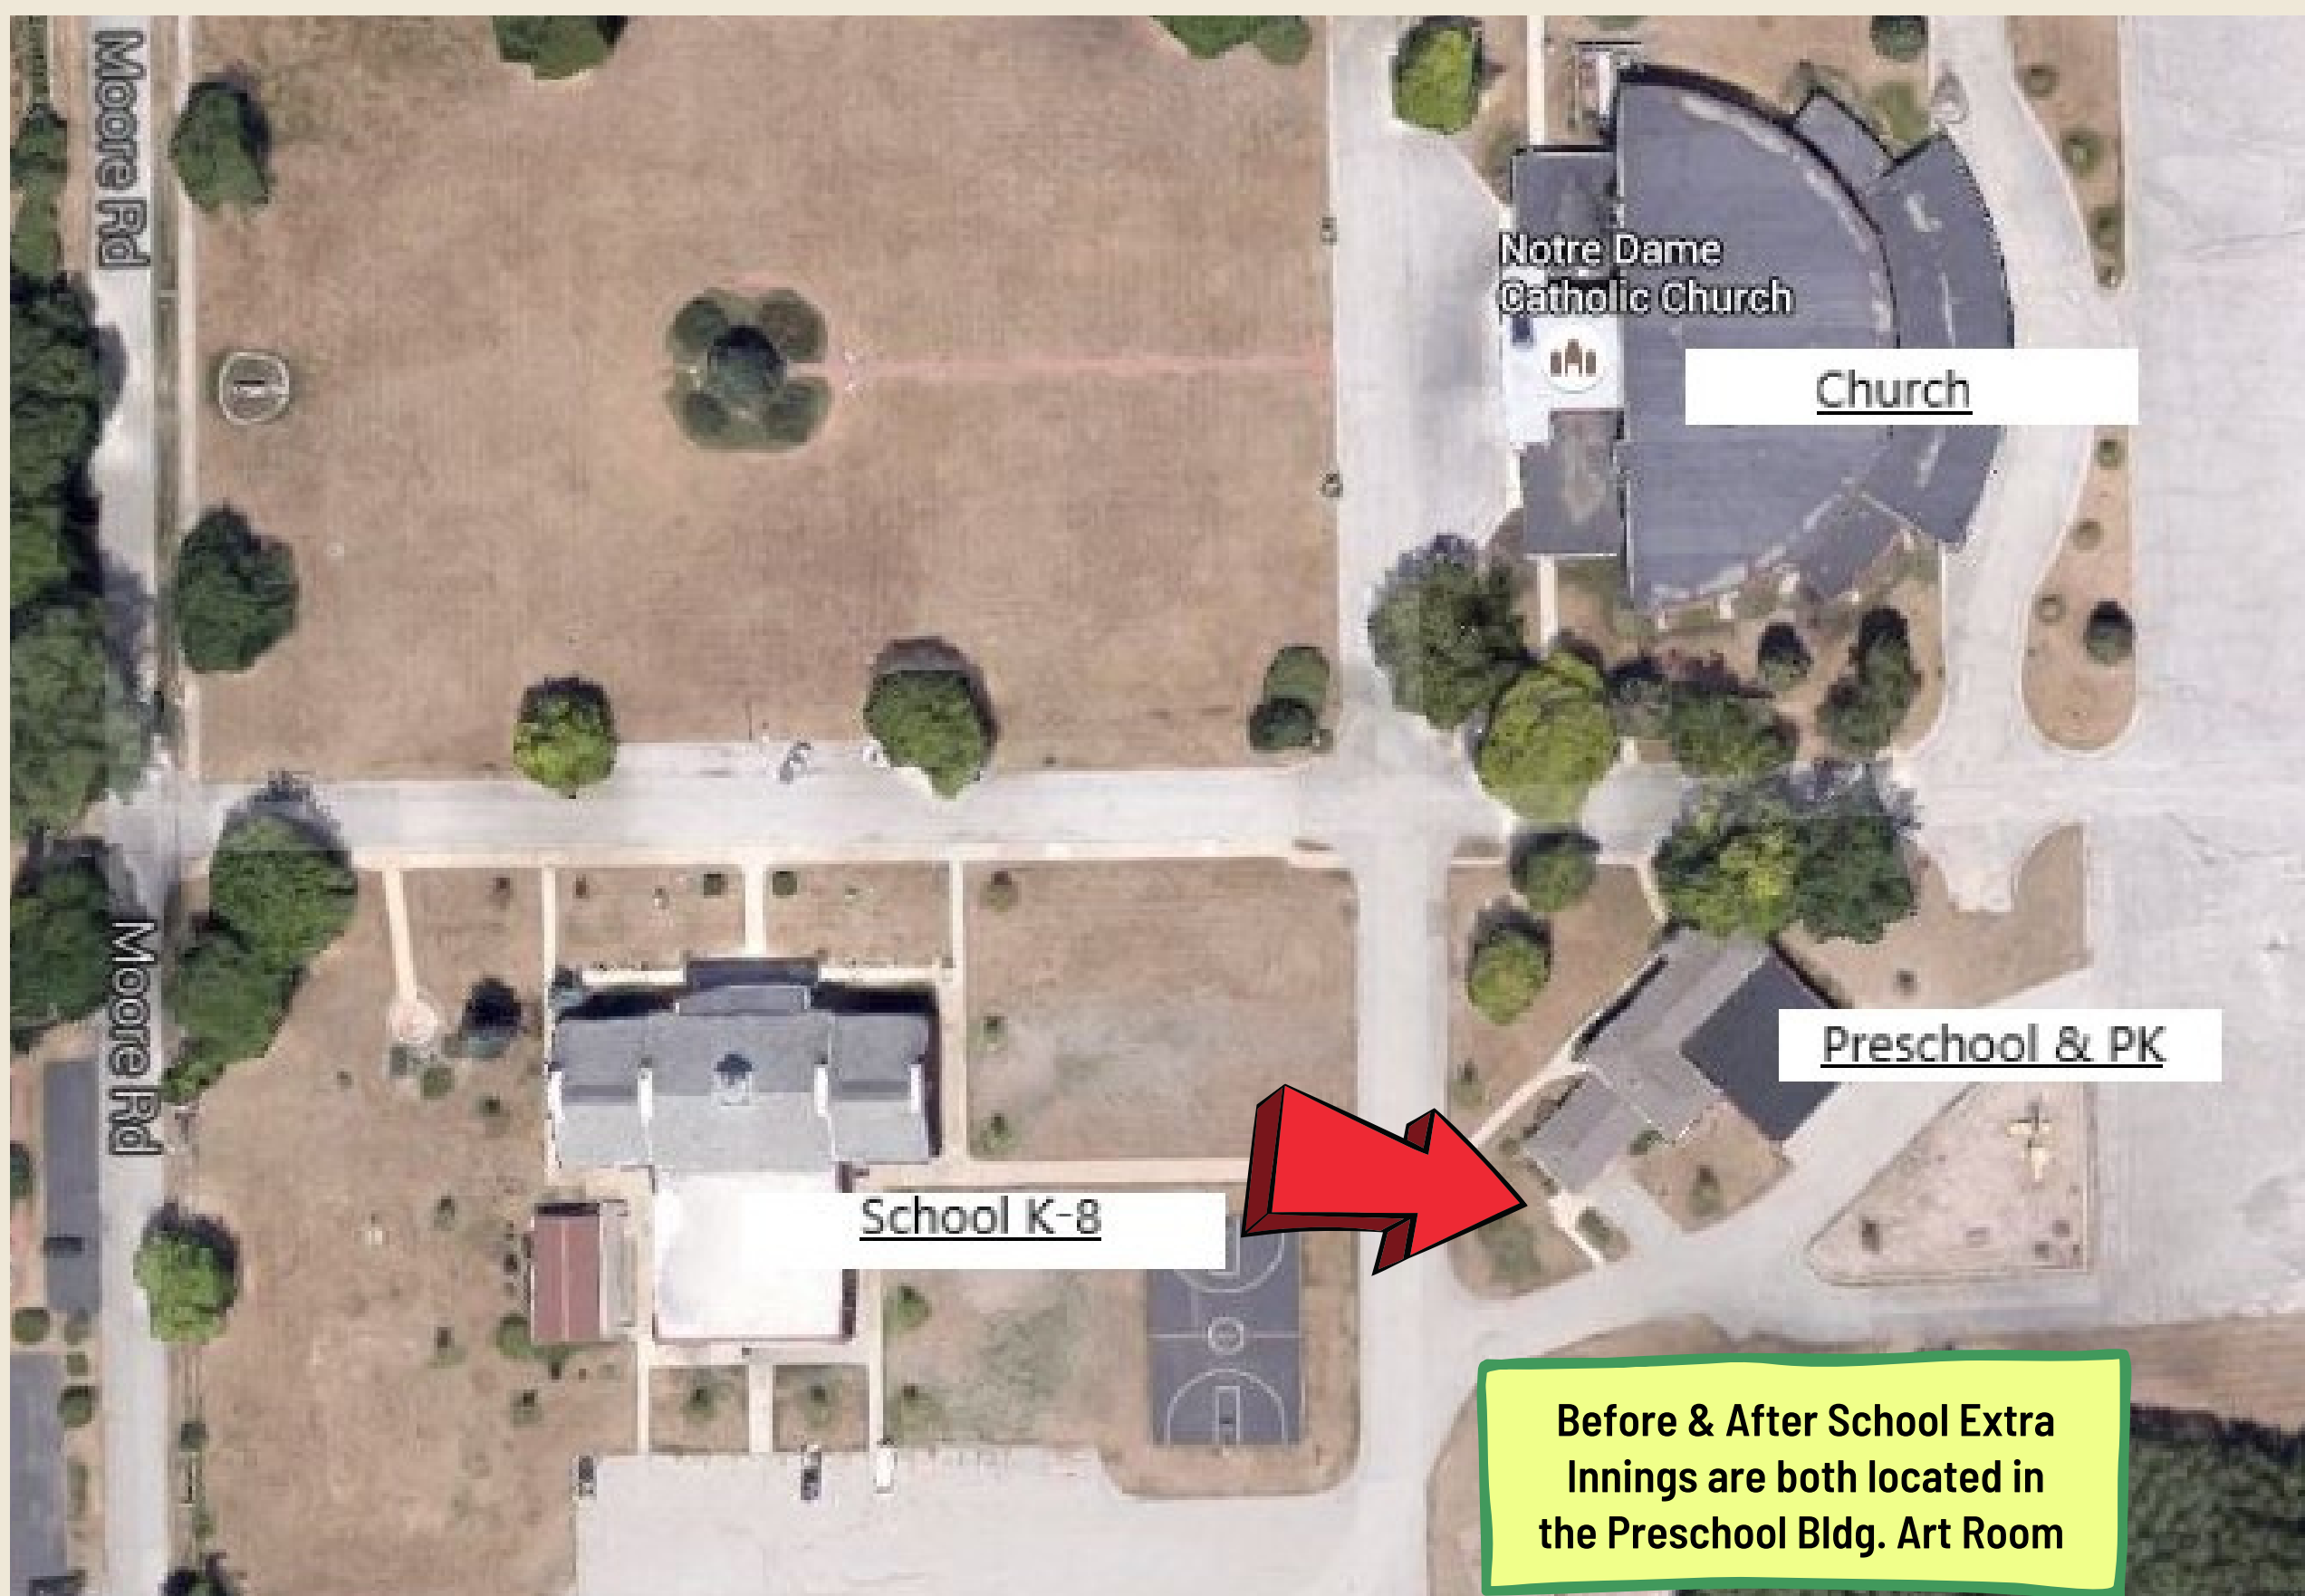 Moore Rd
Notre Dame
Catholic Church
Church
Moore Rd
Preschool & PK
School K-8
Before & After School Extra
Innings are both located in
the Preschool Bldg. Art Room